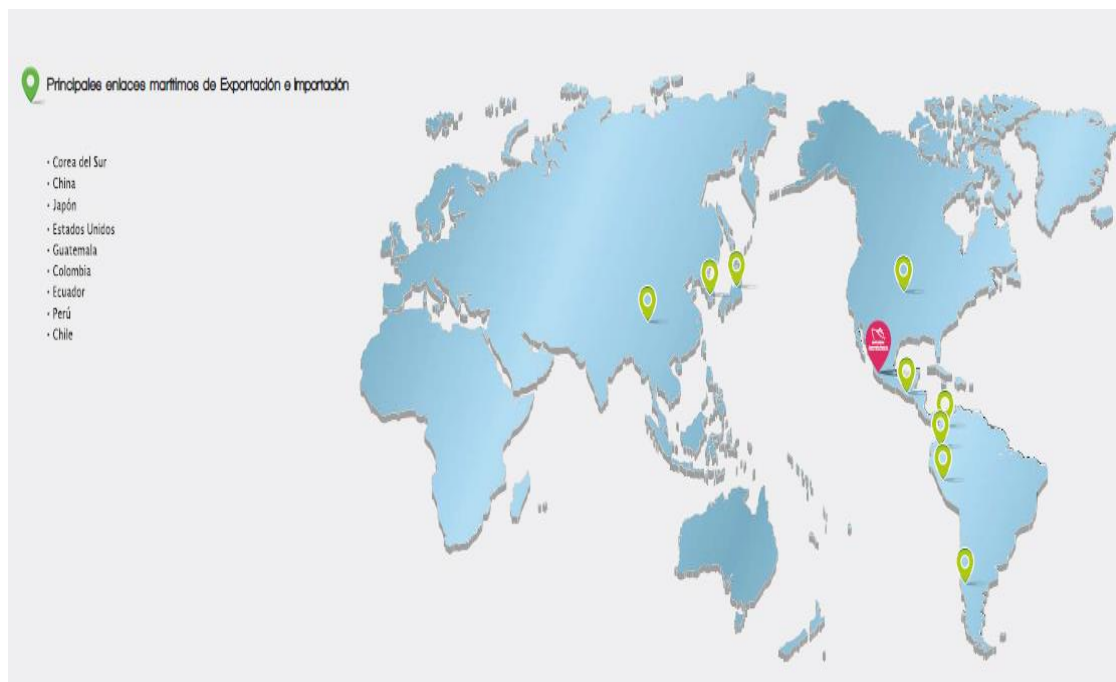 Principales enlaces marítimos de Exportación e Importación
• Corea del Sur
• China
• Japón
• Estados Unidos
• Guatemala
• Colombia
• Ecuador
• Perú
• Chile